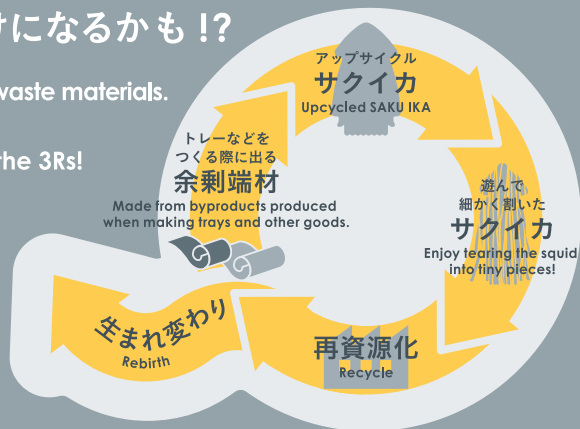 けになるかも!?
waste materials.
the 3Rs!
アップサイクル
サクイカ
Upcycled SAKU IKA
トレーなどを
つくる際に出る
余剰端材
Made from byproducts produced
when making trays and other goods.
遊んで
細かく割いた
サクイカ
Enjoy tearing the squid
into tiny pieces!
再資源化
Recycle
生まれ変わり
Rebirth